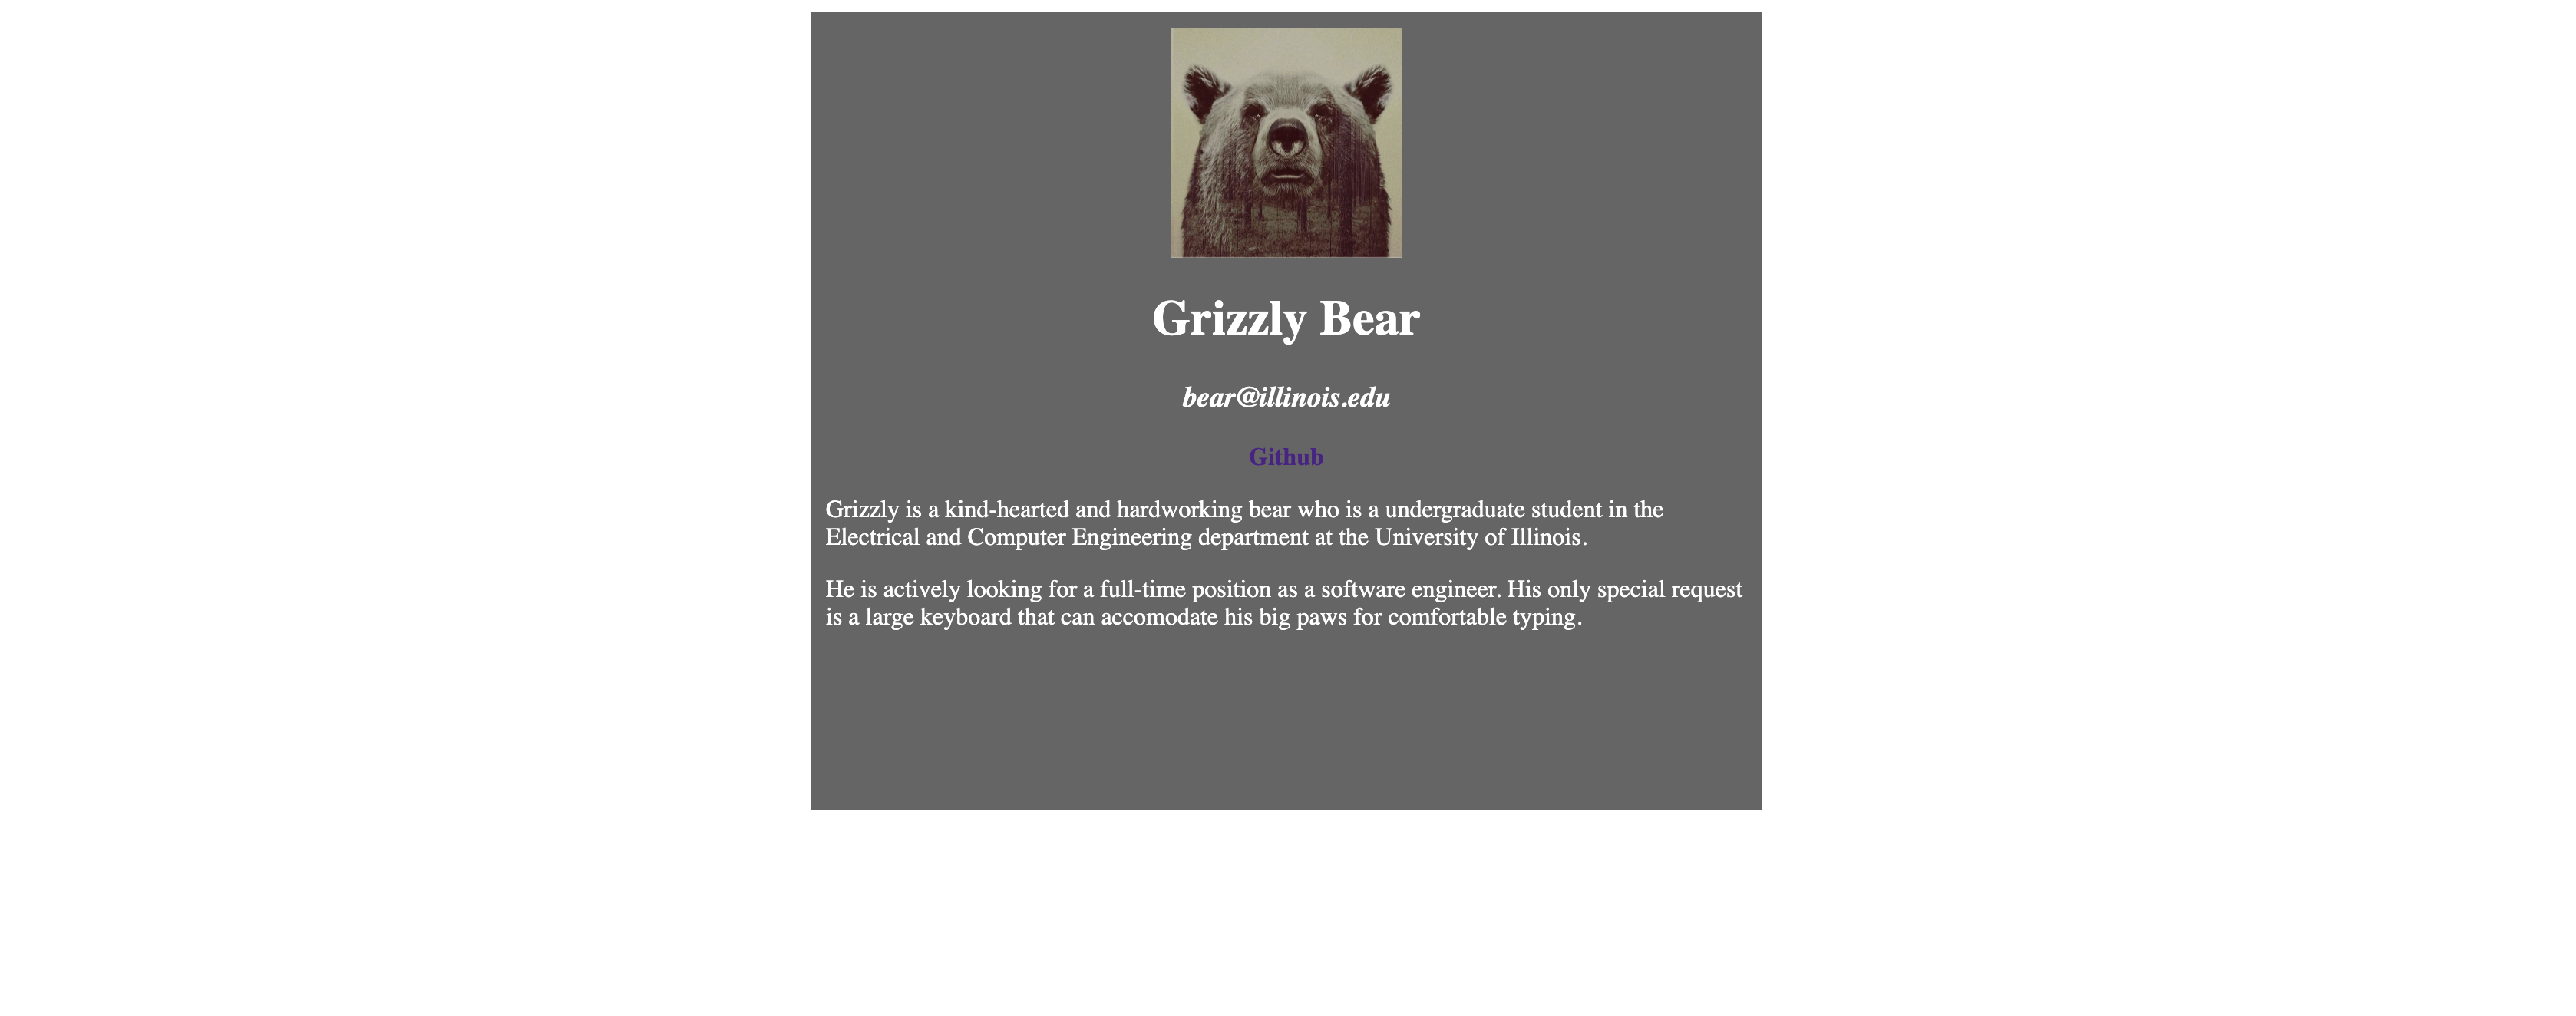 Grizzly Bear
bear@illinois.edu
Github
Grizzly is a kind-hearted and hardworking bear who is a undergraduate student in the
Electrical and Computer Engineering department at the University of Illinois.
He is actively looking for a full-time position as a software engineer. His only special request
is a large keyboard that can accomodate his big paws for comfortable typing.